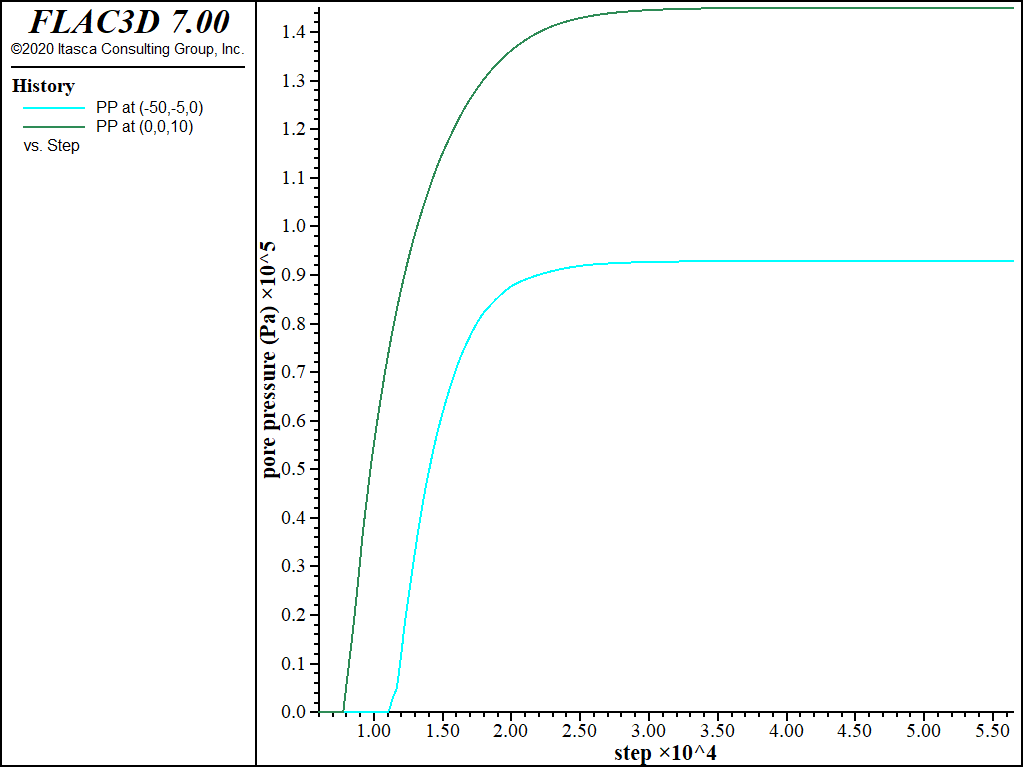 FLAC3D 7.00
©2020 Itasca Consulting Group, Inc.
History
PP at (-50,-5,0)
PP at (0,0,10)
vs. Step
pore pressure (Pa) ×10^5
1.4
1.3
1.2
1.1
1.0
0.9
0.8
0.7
0.6
0.5
0.4
0.3
0.2
0.1
0.0
1.00 1.50 2.00 2.50 3.00 3.50 4.00 4.50 5.00 5.50
step ×10^4